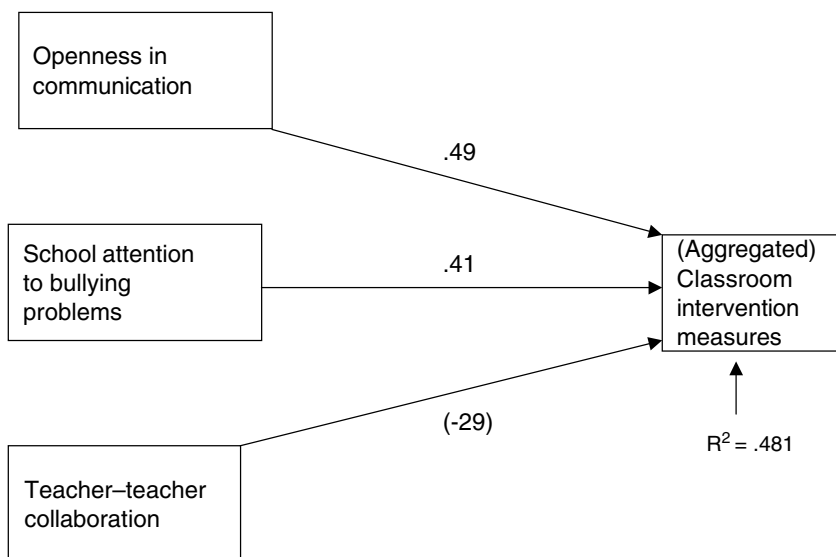 Openness in
communication
.49
School attention
to bullying
problems
.41
(Aggregated)
Classroom
intervention
measures
(-29)
R² = .481
Teacher–teacher
collaboration